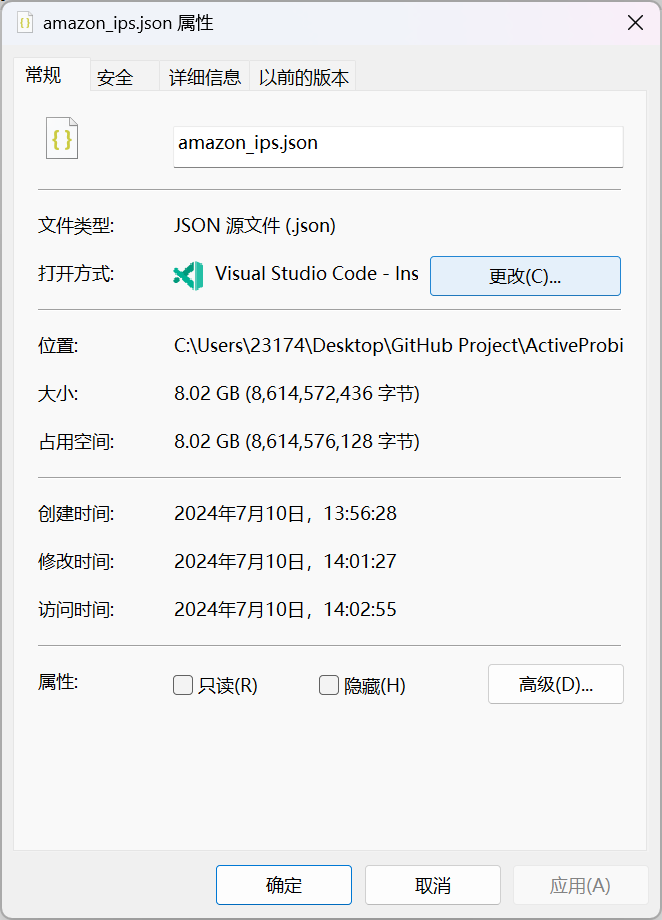 amazon_ips.json 属性
常规
安全
详细信息
以前的版本
amazon_ips.json
文件类型:
JSON 源文件 (.json)
打开方式:
Visual Studio Code - Ins
更改(C)...
位置:
C:\Users\23174\Desktop\GitHub Project\ActiveProbi
大小:
8.02 GB (8,614,572,436 字节)
占用空间:
8.02 GB (8,614,576,128 字节)
创建时间:
2024年7月10日，13:56:28
修改时间:
2024年7月10日，14:01:27
访问时间:
2024年7月10日，14:02:55
属性:
只读(R)
隐藏(H)
高级(D)...
确定
取消
应用(A)